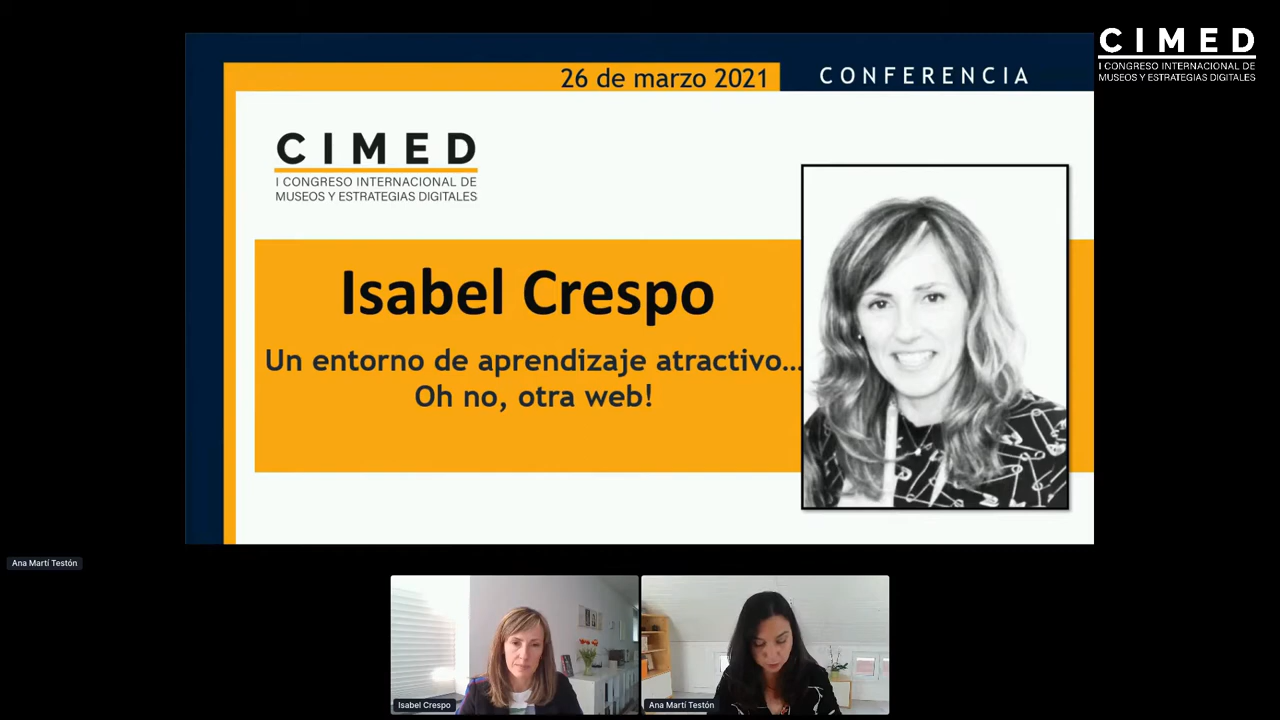 26 de marzo 2021
CONFERENCIA
CIMED
I CONGRESO INTERNACIONAL DE
MUSEOS Y ESTRATEGIAS DIGITALES
CIMED
I CONGRESO INTERNACIONAL DE
MUSEOS Y ESTRATEGIAS DIGITALES
Isabel Crespo
Un entorno de aprendizaje atractivo...
Oh no, otra web!
Ana Martí Testón
Isabel Crespo
Ana Martí Testón